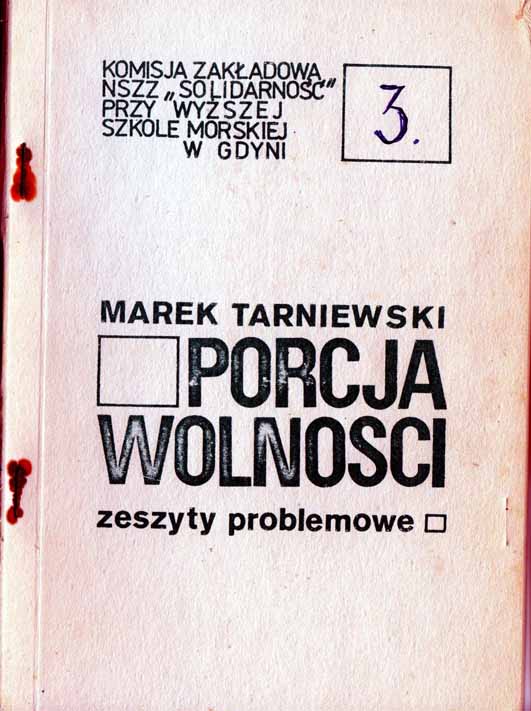 KOMISJA ZAKŁADOWA
NSZZ „SOLIDARNOŚĆ"
PRZY WYŻSZEJ
SZKOLE MORSKIEJ
W GDYNI
3.
MAREK TARNIEWSKI
PORCJA
WOLNOSCI
zeszyty problemowe